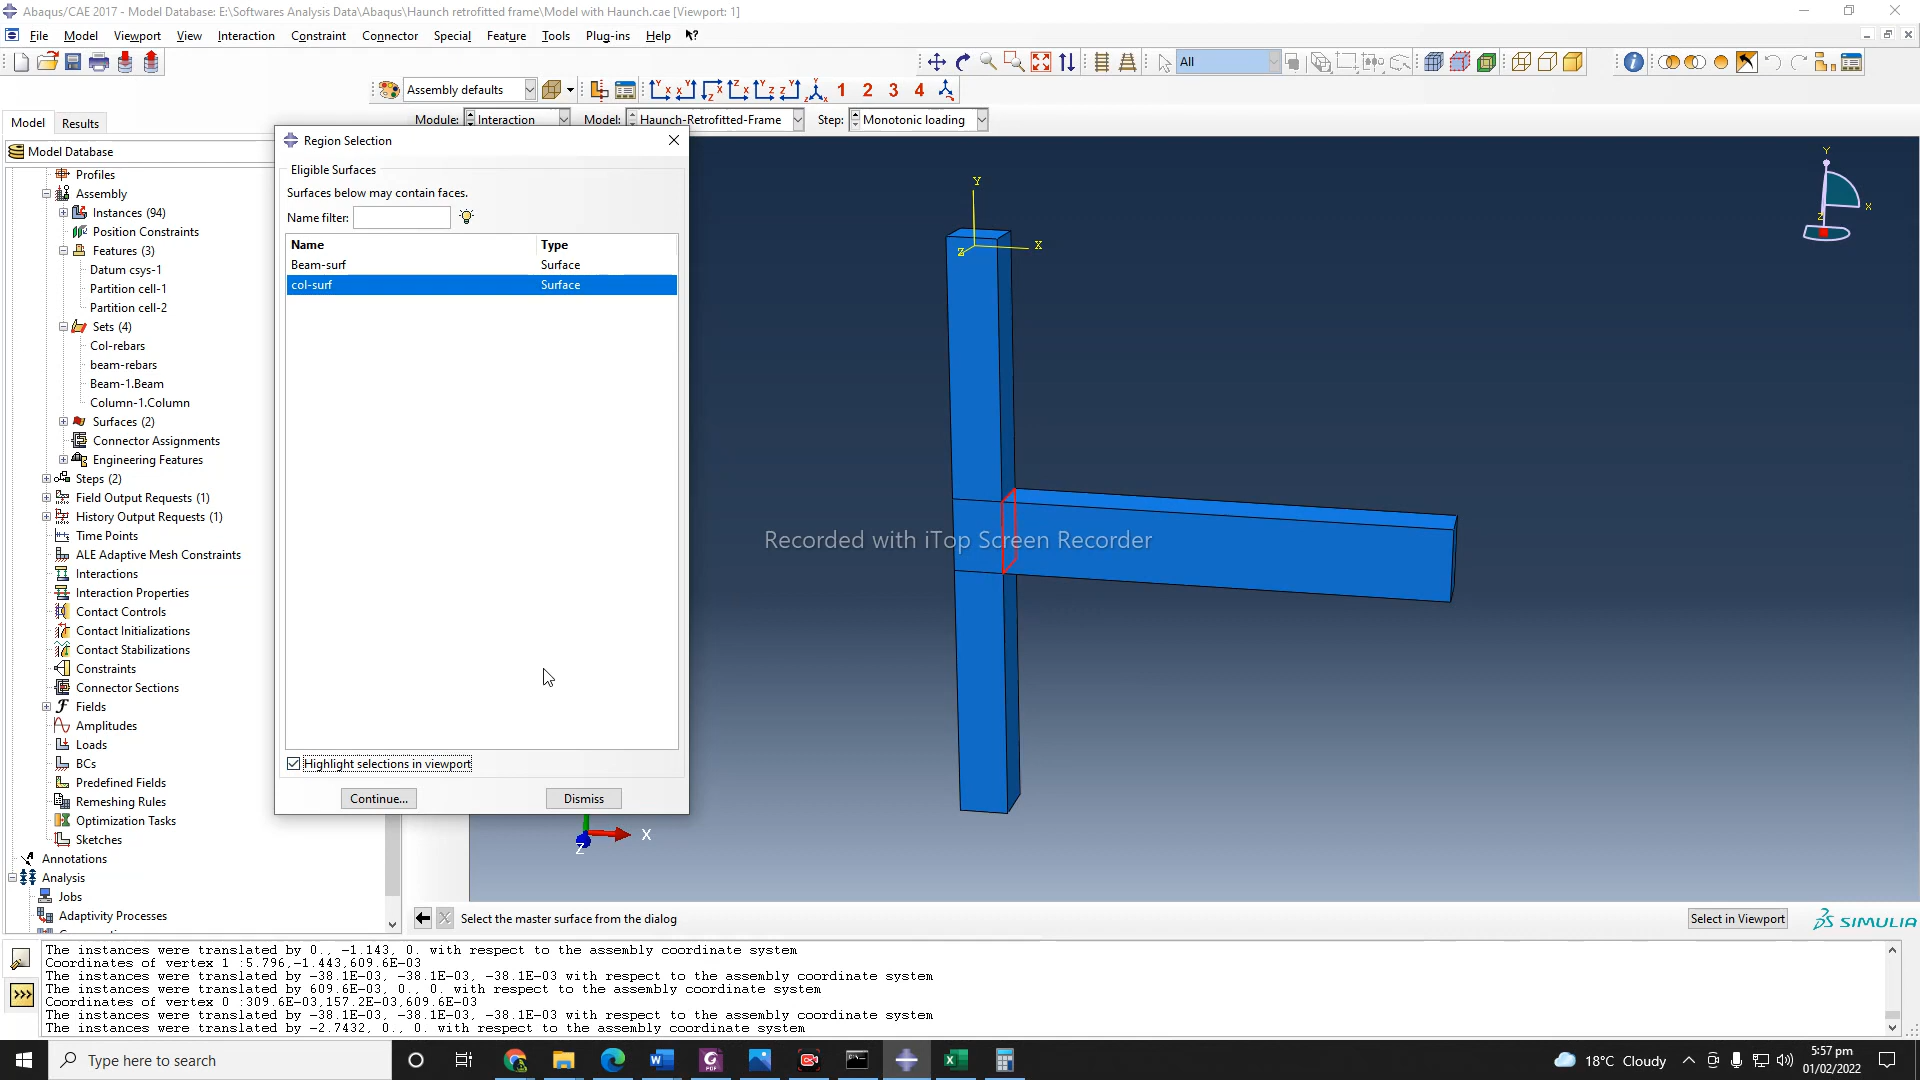 Abaqus/CAE 2017 - Model Database: E:\Softwares Analysis Data\Abaqus\Haunch retrofitted frame\Model with Haunch.cae [Viewport: 1]
File Model Viewport View Interaction Constraint Connector Special Feature Tools Plug-ins Help
All
Assembly defaults
1 2 3 4
Model Results
Module: Interaction Model: Haunch-Retrofitted-Frame Step: Monotonic loading
Model Database
Profiles
Assembly
Instances (94)
Position Constraints
Features (3)
Datum csys-1
Partition cell-1
Partition cell-2
Sets (4)
Col-rebars
beam-rebars
Beam-1.Beam
Column-1.Column
Surfaces (2)
Connector Assignments
Engineering Features
Steps (2)
Field Output Requests (1)
History Output Requests (1)
Time Points
ALE Adaptive Mesh Constraints
Interactions
Interaction Properties
Contact Controls
Contact Initializations
Contact Stabilizations
Constraints
Connector Sections
Fields
Amplitudes
Loads
BCs
Predefined Fields
Remeshing Rules
Optimization Tasks
Sketches
Annotations
Analysis
Jobs
Adaptivity Processes
Region Selection
Eligible Surfaces
Surfaces below may contain faces.
Name filter:
Name Type
Beam-surf Surface
col-surf Surface
Highlight selections in viewport
Continue... Dismiss
Y
X
Z
Y
X
Z
X
Z
Recorded with iTop Screen Recorder
Select the master surface from the dialog
Select in Viewport
SIMULIA
The instances were translated by 0., -1.143, 0. with respect to the assembly coordinate system
Coordinates of vertex 1 :5.796,-1.443,609.6E-03
The instances were translated by -38.1E-03, -38.1E-03, -38.1E-03 with respect to the assembly coordinate system
The instances were translated by 609.6E-03, 0., 0. with respect to the assembly coordinate system
Coordinates of vertex 0 :309.6E-03,157.2E-03,609.6E-03
The instances were translated by -38.1E-03, -38.1E-03, -38.1E-03 with respect to the assembly coordinate system
The instances were translated by -2.7432, 0., 0. with respect to the assembly coordinate system
Type here to search
18°C Cloudy
5:57 pm
01/02/2022